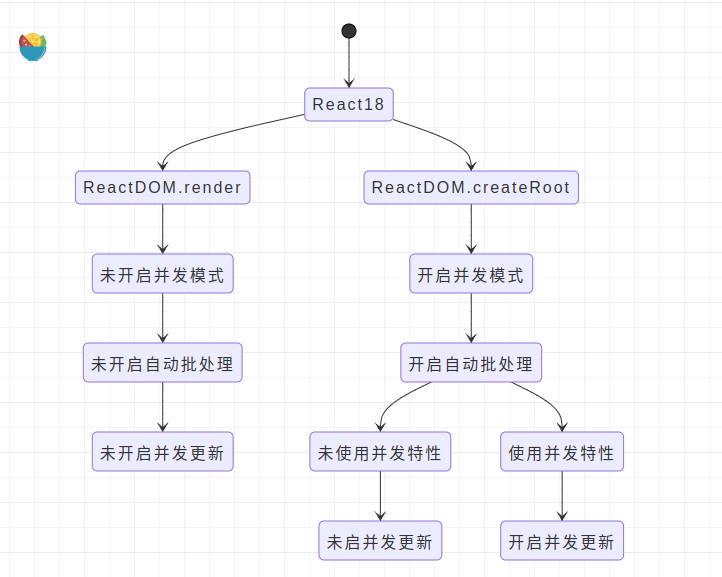 React18
ReactDOM.render
ReactDOM.createRoot
未开启并发模式
开启并发模式
未开启自动批处理
开启自动批处理
未开启并发更新
未使用并发特性
使用并发特性
未启并发更新
开启并发更新